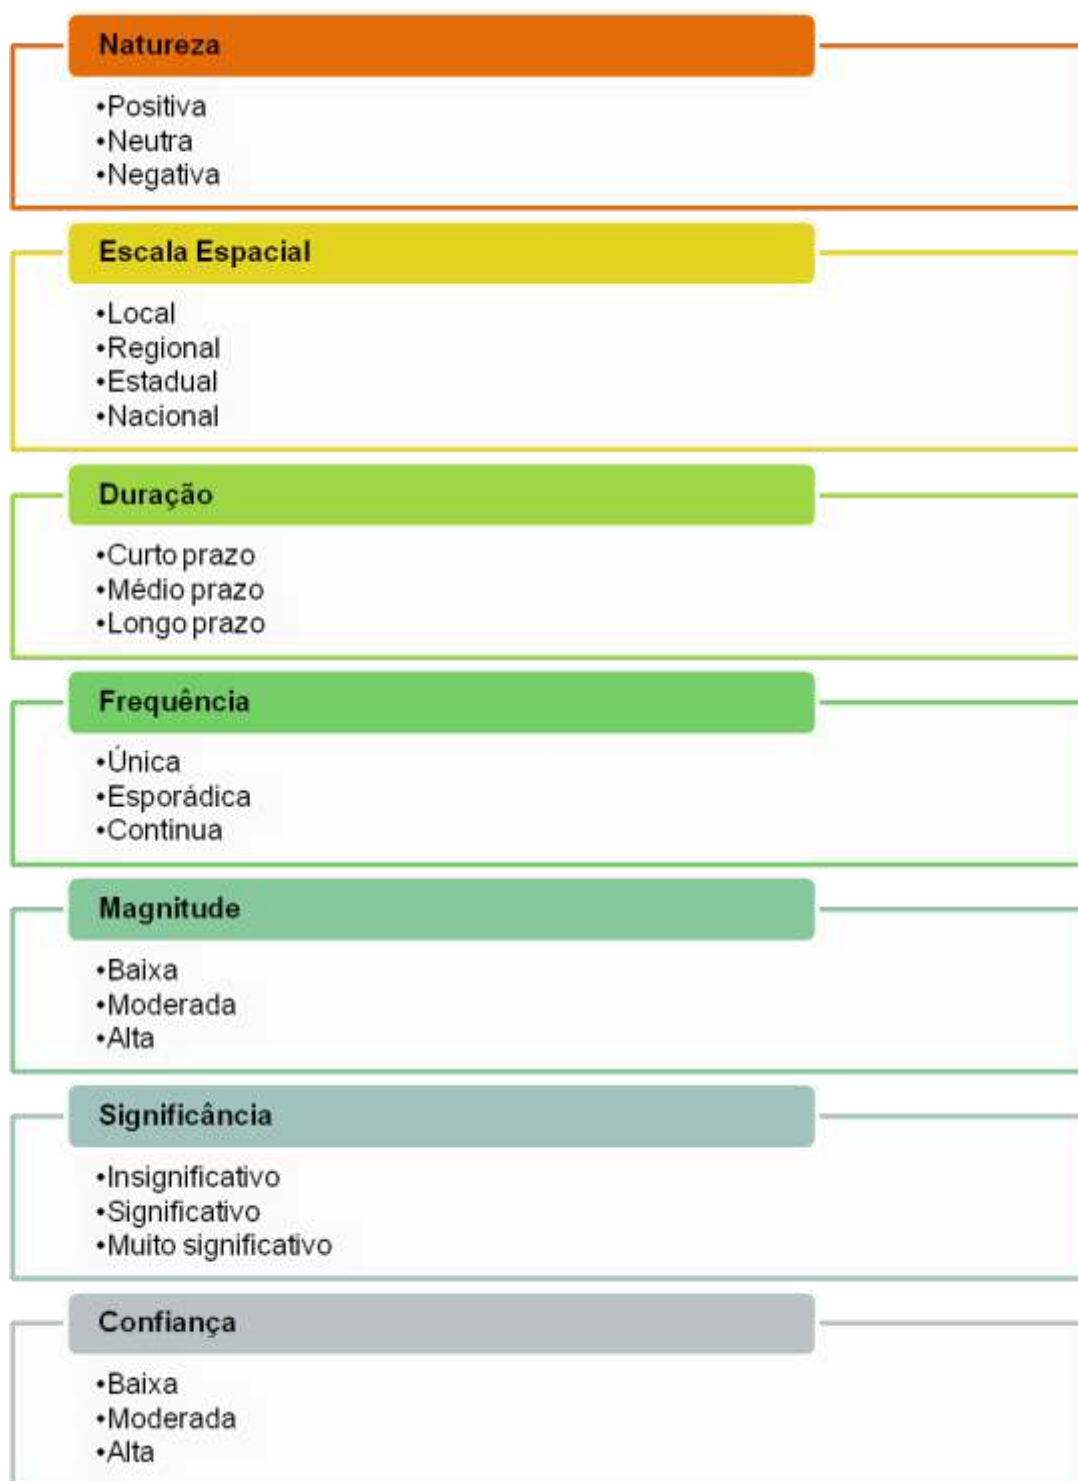 Natureza
•Positiva
•Neutra
•Negativa
Escala Espacial
•Local
•Regional
•Estadual
•Nacional
Duração
•Curto prazo
•Médio prazo
•Longo prazo
Frequência
•Única
•Esporádica
•Continua
Magnitude
•Baixa
•Moderada
•Alta
Significância
•Insignificativo
•Significativo
•Muito significativo
Confiança
•Baixa
•Moderada
•Alta